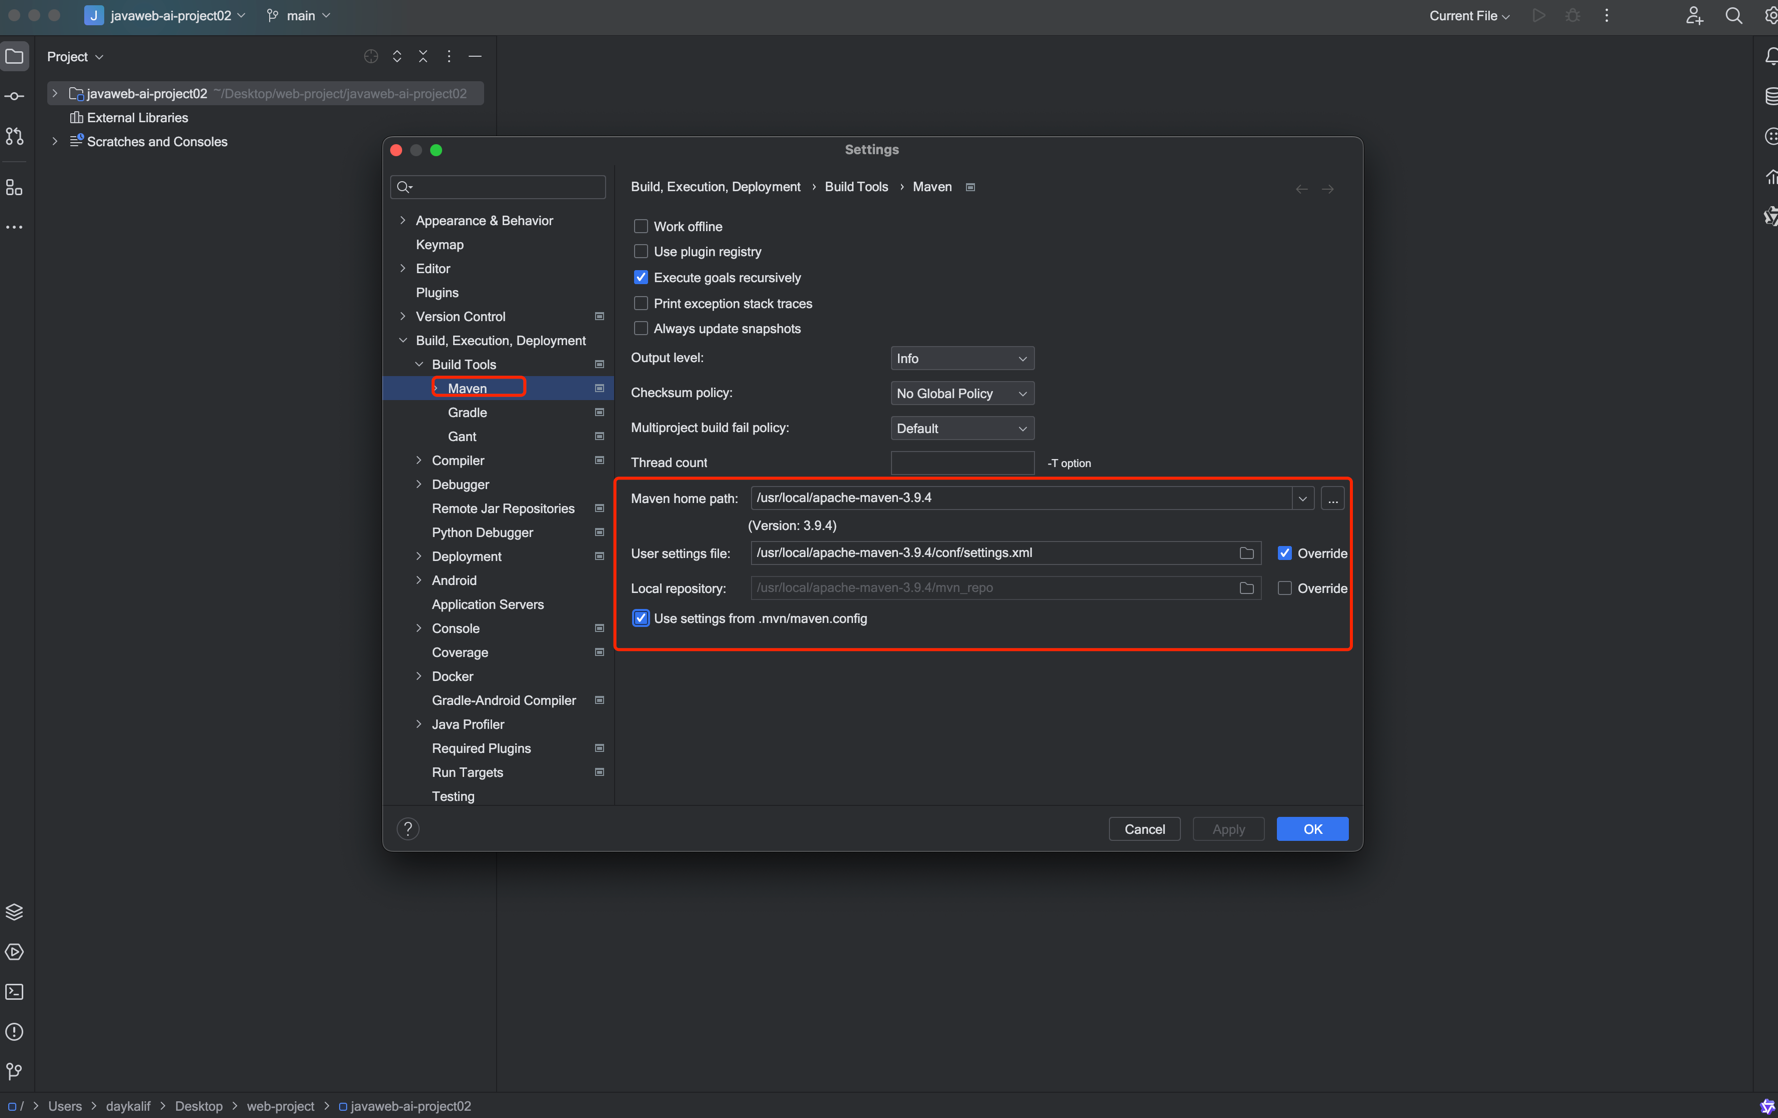 J javaweb-ai-project02 main Current File
Project
javaweb-ai-project02 ~/Desktop/web-project/javaweb-ai-project02
External Libraries
Scratches and Consoles
Settings
Build, Execution, Deployment › Build Tools › Maven
Appearance & Behavior
Keymap
Editor
Plugins
Version Control
Build, Execution, Deployment
Build Tools
Maven
Gradle
Gant
Compiler
Debugger
Remote Jar Repositories
Python Debugger
Deployment
Android
Application Servers
Console
Coverage
Docker
Gradle-Android Compiler
Java Profiler
Required Plugins
Run Targets
Testing
Work offline
Use plugin registry
Execute goals recursively
Print exception stack traces
Always update snapshots
Output level: Info
Checksum policy: No Global Policy
Multiproject build fail policy: Default
Thread count -T option
Maven home path: /usr/local/apache-maven-3.9.4 ...
(Version: 3.9.4)
User settings file: /usr/local/apache-maven-3.9.4/conf/settings.xml Override
Local repository: /usr/local/apache-maven-3.9.4/mvn_repo Override
Use settings from .mvn/maven.config
? Cancel Apply OK
/ › Users › daykalif › Desktop › web-project › javaweb-ai-project02